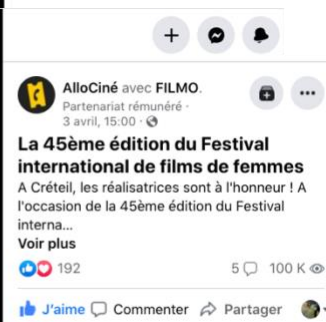 AlloCiné avec FILMO.
Partenariat rémunéré ·
3 avril, 15:00 ·
La 45ème édition du Festival
international de films de femmes
A Créteil, les réalisatrices sont à l'honneur ! A
l'occasion de la 45ème édition du Festival
interna...
Voir plus
192 5 100 K
J'aime Commenter Partager